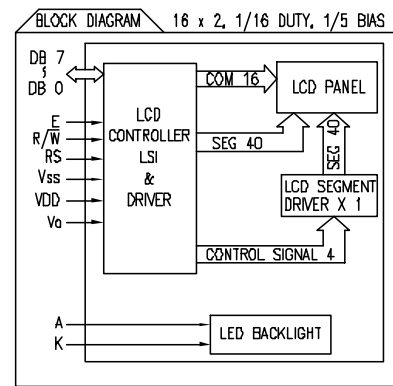 BLOCK DIAGRAM 16 x 2, 1/16 DUTY, 1/5 BIAS
DB 7
∫
DB 0
E
R/W̅
RS
Vss
VDD
Vo
LCD
CONTROLLER
LSI
&
DRIVER
COM 16
SEG 40
LCD PANEL
SEG 40
LCD SEGMENT
DRIVER X 1
CONTROL SIGNAL 4
A
K
LED BACKLIGHT